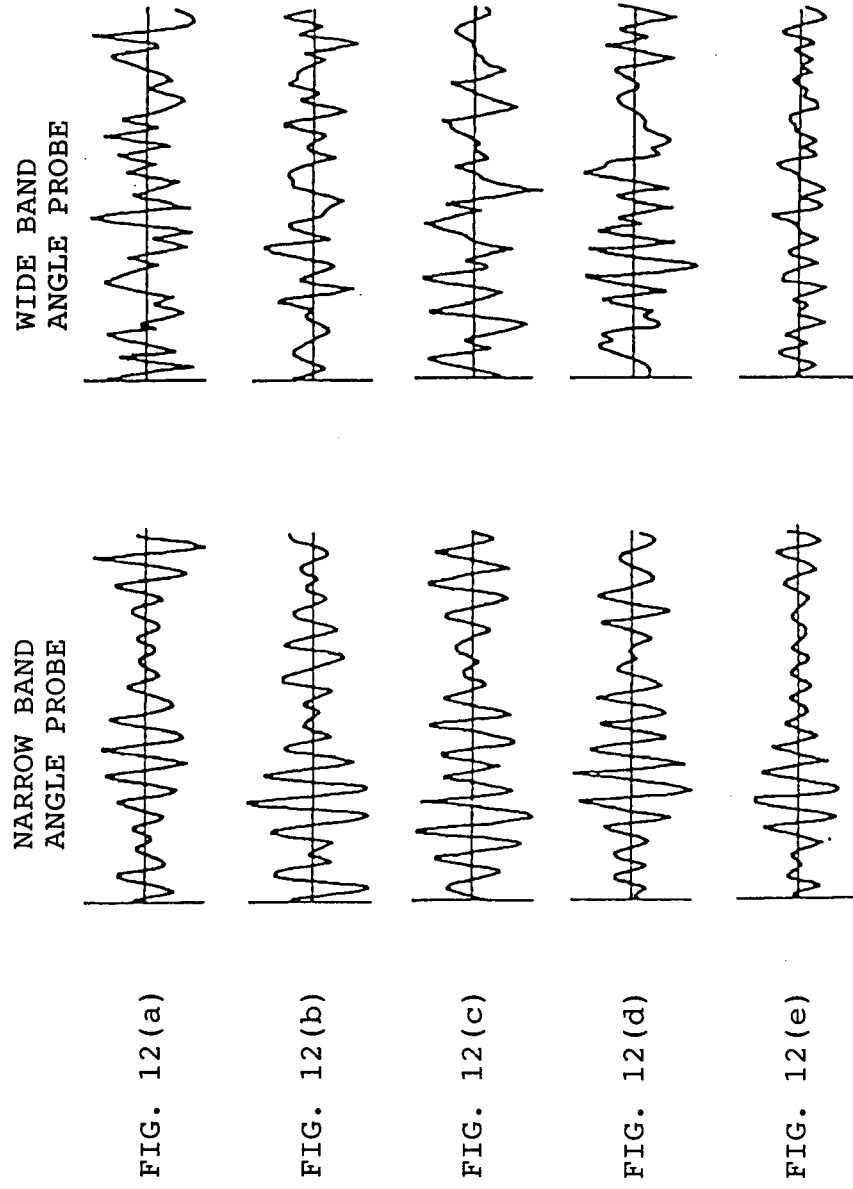 NARROW BAND
ANGLE PROBE
WIDE BAND
ANGLE PROBE
FIG. 12(a)
FIG. 12(b)
FIG. 12(c)
FIG. 12(d)
FIG. 12(e)